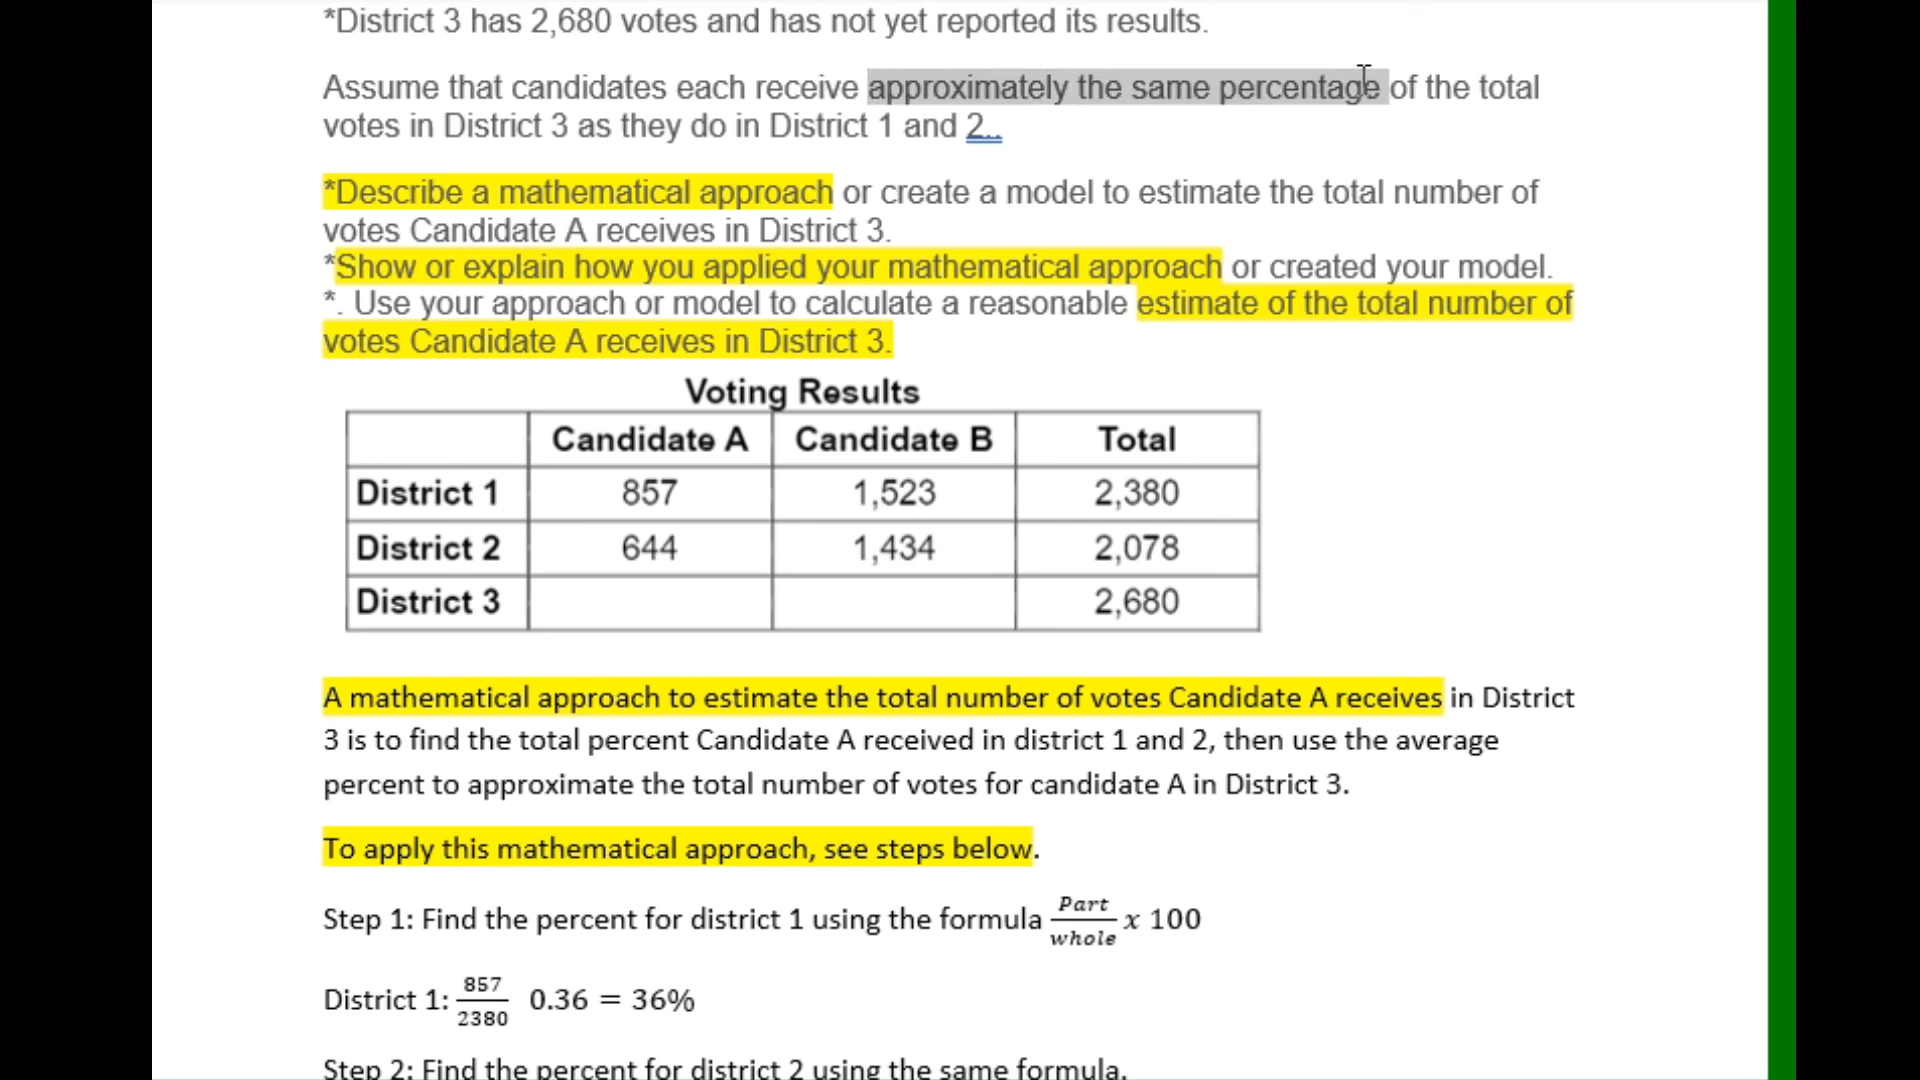 *District 3 has 2,680 votes and has not yet reported its results.
Assume that candidates each receive approximately the same percentage of the total
votes in District 3 as they do in District 1 and 2..
*Describe a mathematical approach or create a model to estimate the total number of
votes Candidate A receives in District 3.
*Show or explain how you applied your mathematical approach or created your model.
*. Use your approach or model to calculate a reasonable estimate of the total number of
votes Candidate A receives in District 3.
Voting Results
Candidate A Candidate B Total
District 1 857 1,523 2,380
District 2 644 1,434 2,078
District 3 2,680
A mathematical approach to estimate the total number of votes Candidate A receives in District
3 is to find the total percent Candidate A received in district 1 and 2, then use the average
percent to approximate the total number of votes for candidate A in District 3.
To apply this mathematical approach, see steps below.
Step 1: Find the percent for district 1 using the formula Part/whole x 100
District 1: 857/2380 0.36 = 36%
Step 2: Find the percent for district 2 using the same formula.